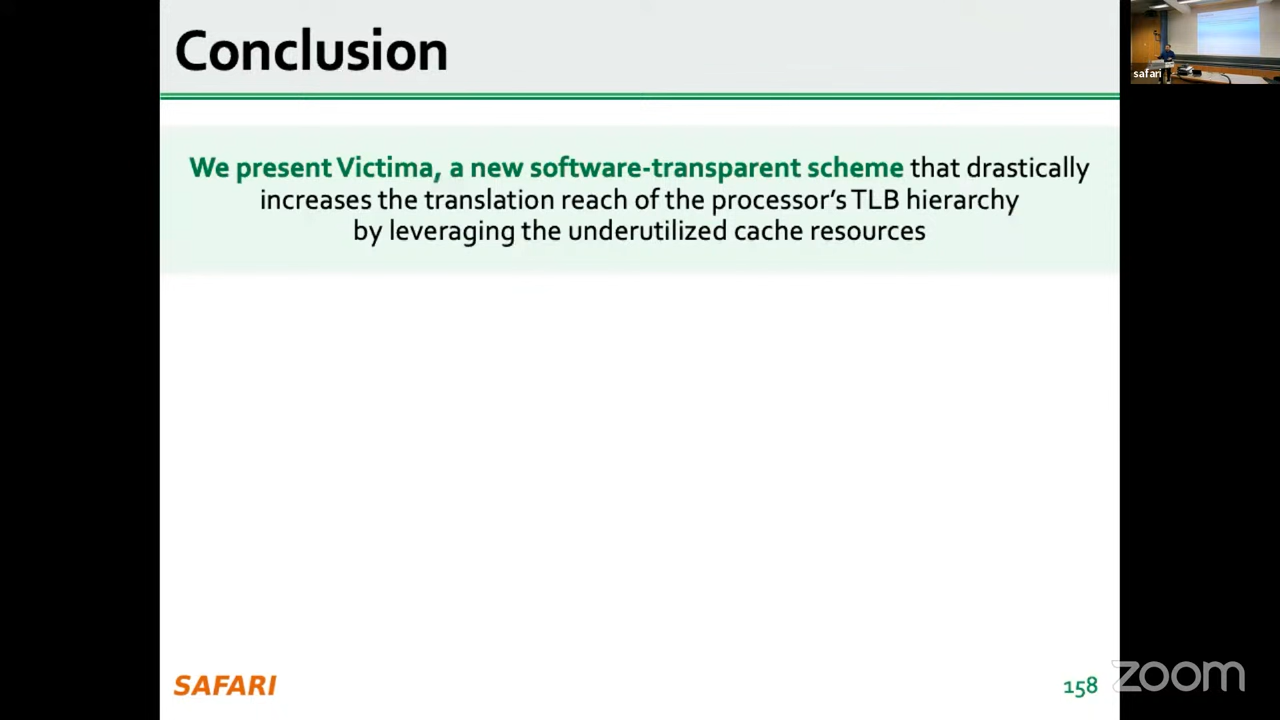 Conclusion
We present Victima, a new software-transparent scheme that drastically
increases the translation reach of the processor's TLB hierarchy
by leveraging the underutilized cache resources
SAFARI
158
safari
zoom